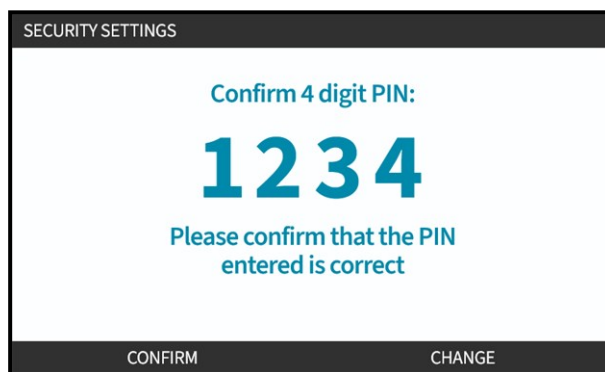 SECURITY SETTINGS
Confirm 4 digit PIN:
1234
Please confirm that the PIN
entered is correct
CONFIRM CHANGE